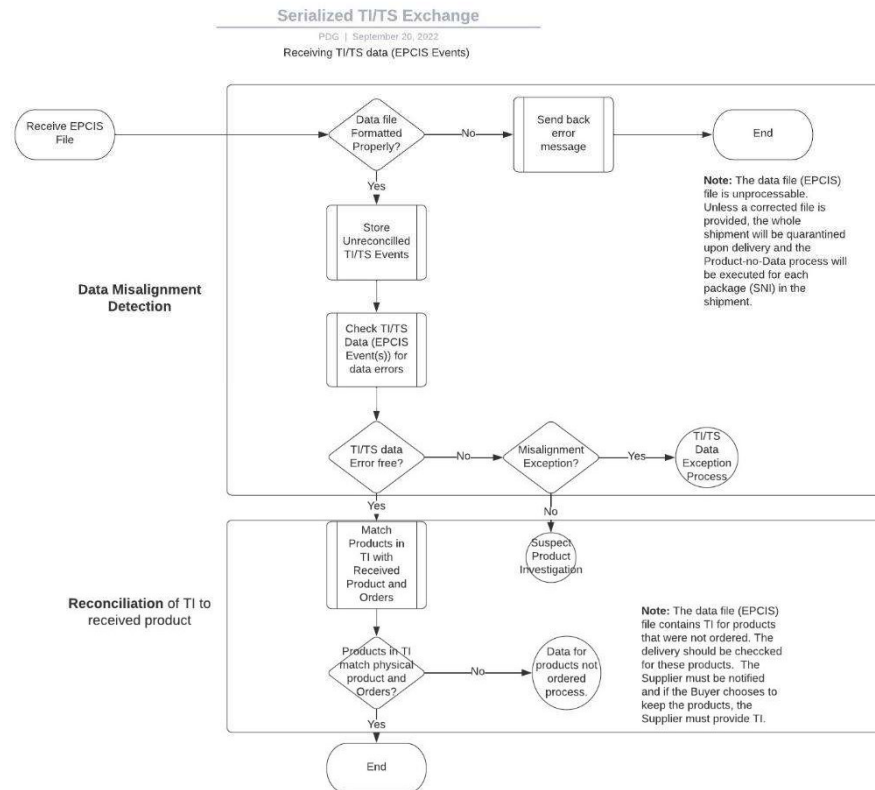 Serialized TI/TS Exchange
PDG | September 20, 2022
Receiving TI/TS data (EPCIS Events)
Receive EPCIS
File
Data file
Formatted
Properly?
No
Send back
error
message
End
Yes
Note: The data file (EPCIS)
file is unprocessable.
Unless a corrected file is
provided, the whole
shipment will be quarantined
upon delivery and the
Product-no-Data process will
be executed for each
package (SNI) in the
shipment.
Store
Unreconcilled
TI/TS Events
Data Misalignment
Detection
Check TI/TS
Data (EPCIS
Event(s)) for
data errors
TI/TS data
Error free?
No
Misalignment
Exception?
Yes
TI/TS
Data
Exception
Process
Yes
No
Match
Products in
TI with
Received
Product and
Orders
Suspect
Product
Investigation
Reconciliation of TI to
received product
Note: The data file (EPCIS)
file contains TI for products
that were not ordered. The
delivery should be checcked
for these products. The
Supplier must be notified
and if the Buyer chooses to
keep the products, the
Supplier must provide TI.
Products in TI
match physical
product and
Orders?
No
Data for
products not
ordered
process.
Yes
End